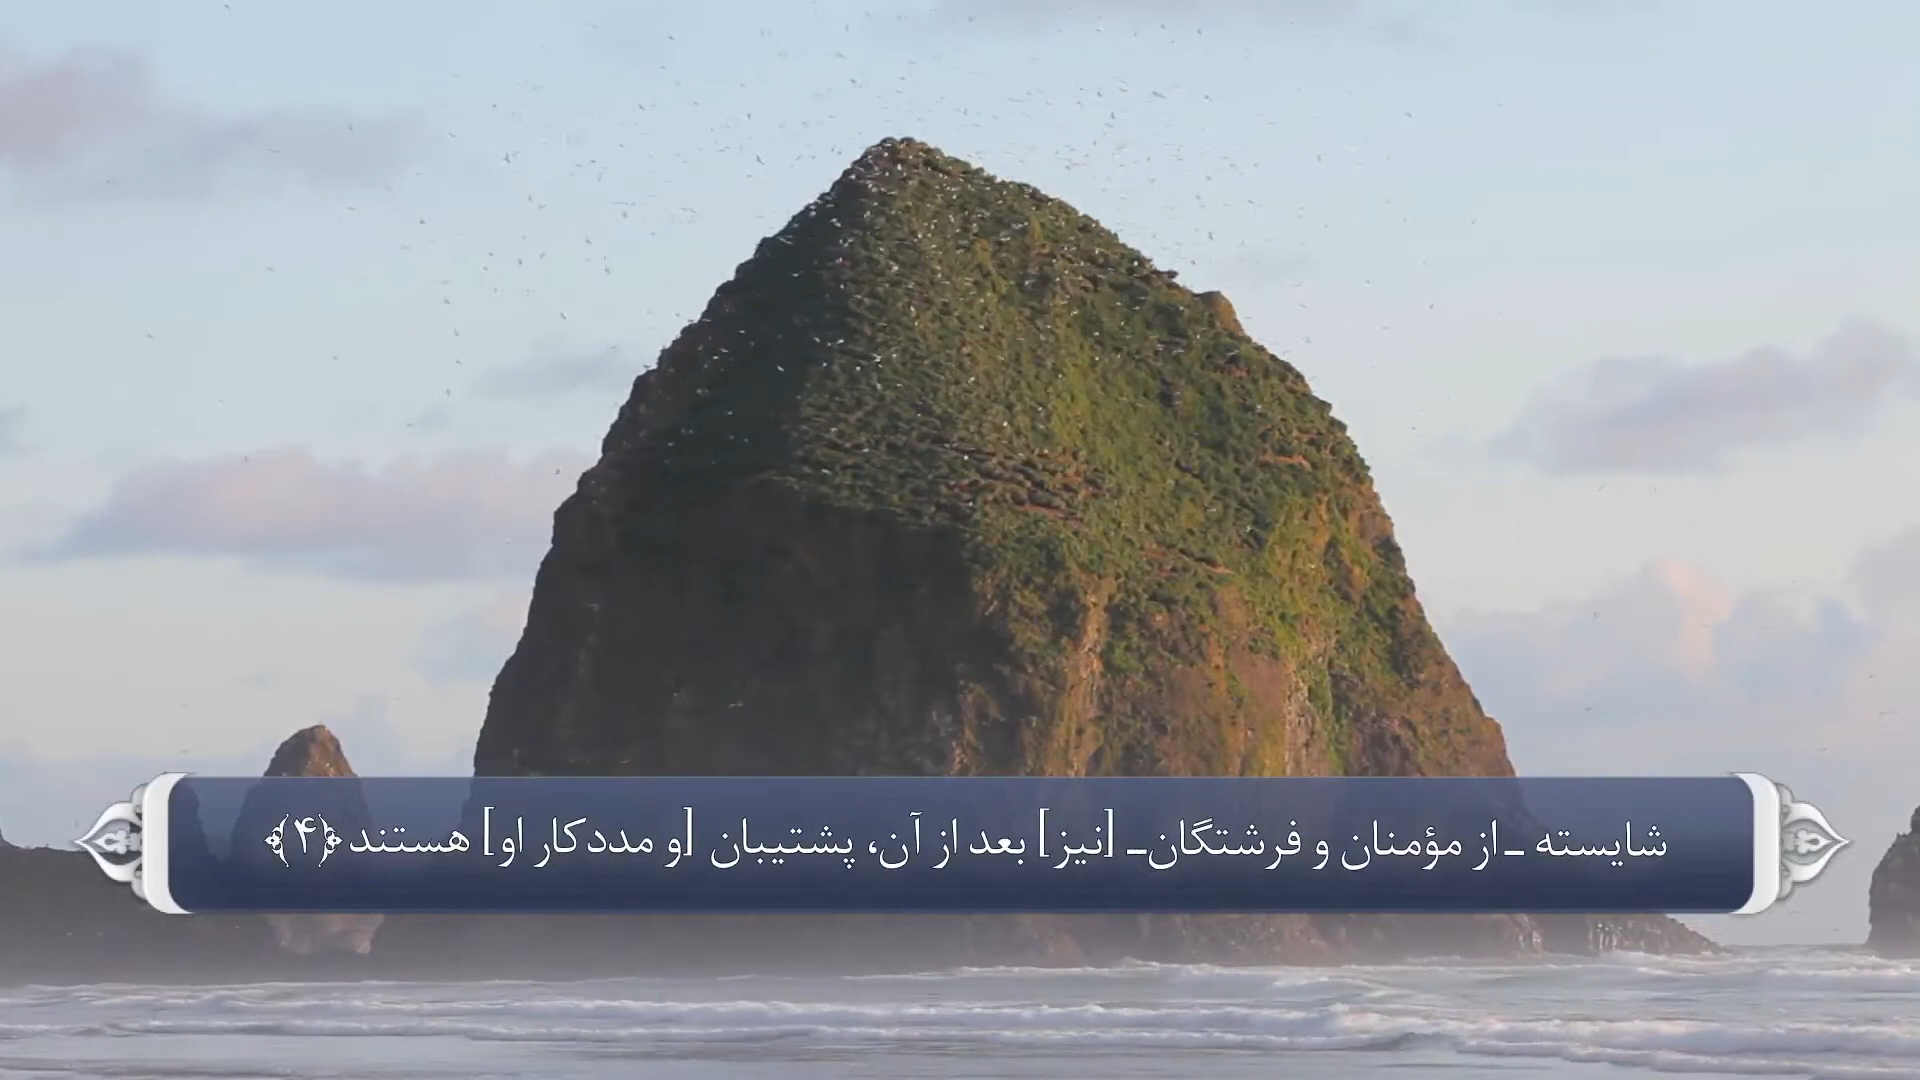 شایسته ـ از مؤمنان و فرشتگان‌ـ [نیز] بعد از آن، پشتیبان [و مددکار او] هستند ﴿۴﴾